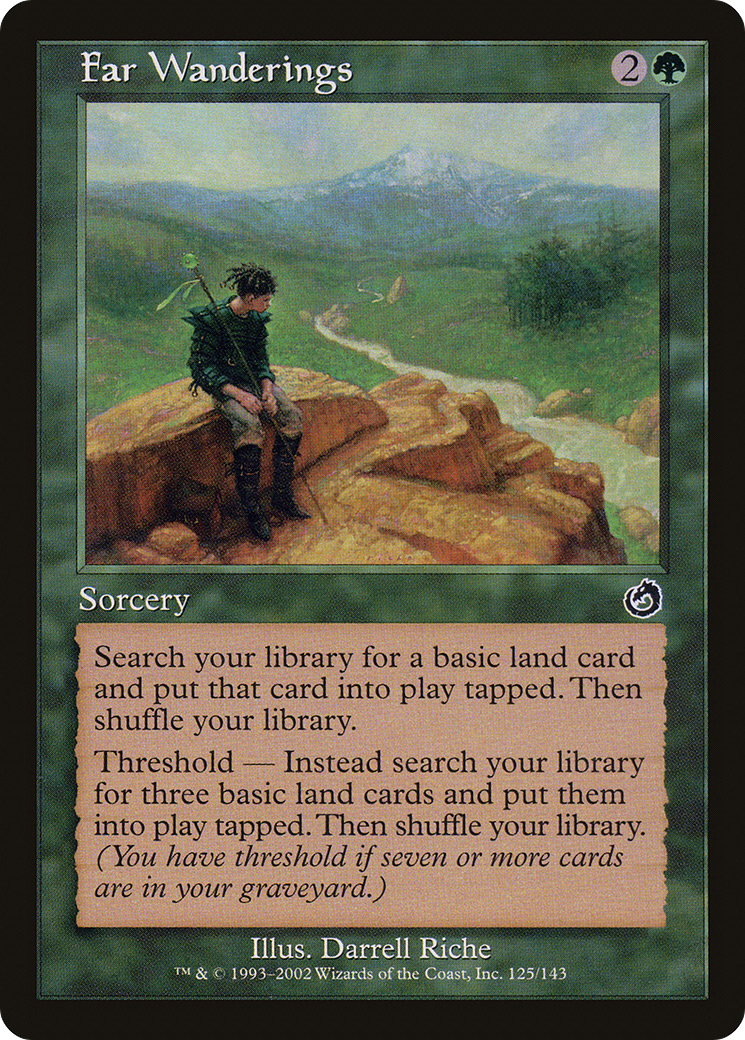 Far Wanderings
2
Sorcery
Search your library for a basic land card
and put that card into play tapped. Then
shuffle your library.
Threshold — Instead search your library
for three basic land cards and put them
into play tapped. Then shuffle your library.
(You have threshold if seven or more cards
are in your graveyard.)
Illus. Darrell Riche
™ & © 1993–2002 Wizards of the Coast, Inc. 125/143